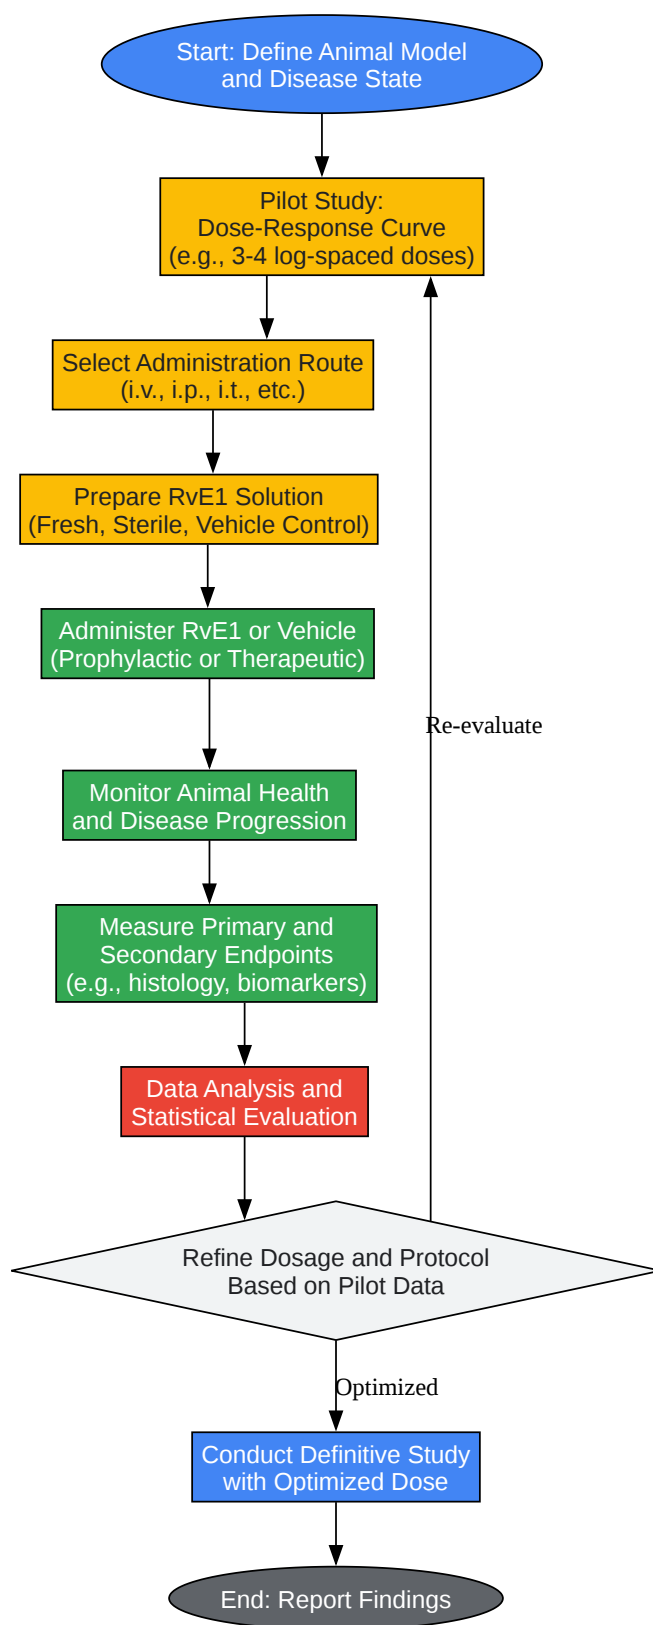 Start: Define Animal Model
and Disease State
Pilot Study:
Dose-Response Curve
(e.g., 3-4 log-spaced doses)
Select Administration Route
(i.v., i.p., i.t., etc.)
Prepare RvE1 Solution
(Fresh, Sterile, Vehicle Control)
Administer RvE1 or Vehicle
(Prophylactic or Therapeutic)
Re-evaluate
Monitor Animal Health
and Disease Progression
Measure Primary and
Secondary Endpoints
(e.g., histology, biomarkers)
Data Analysis and
Statistical Evaluation
Refine Dosage and Protocol
Based on Pilot Data
Optimized
Conduct Definitive Study
with Optimized Dose
End: Report Findings